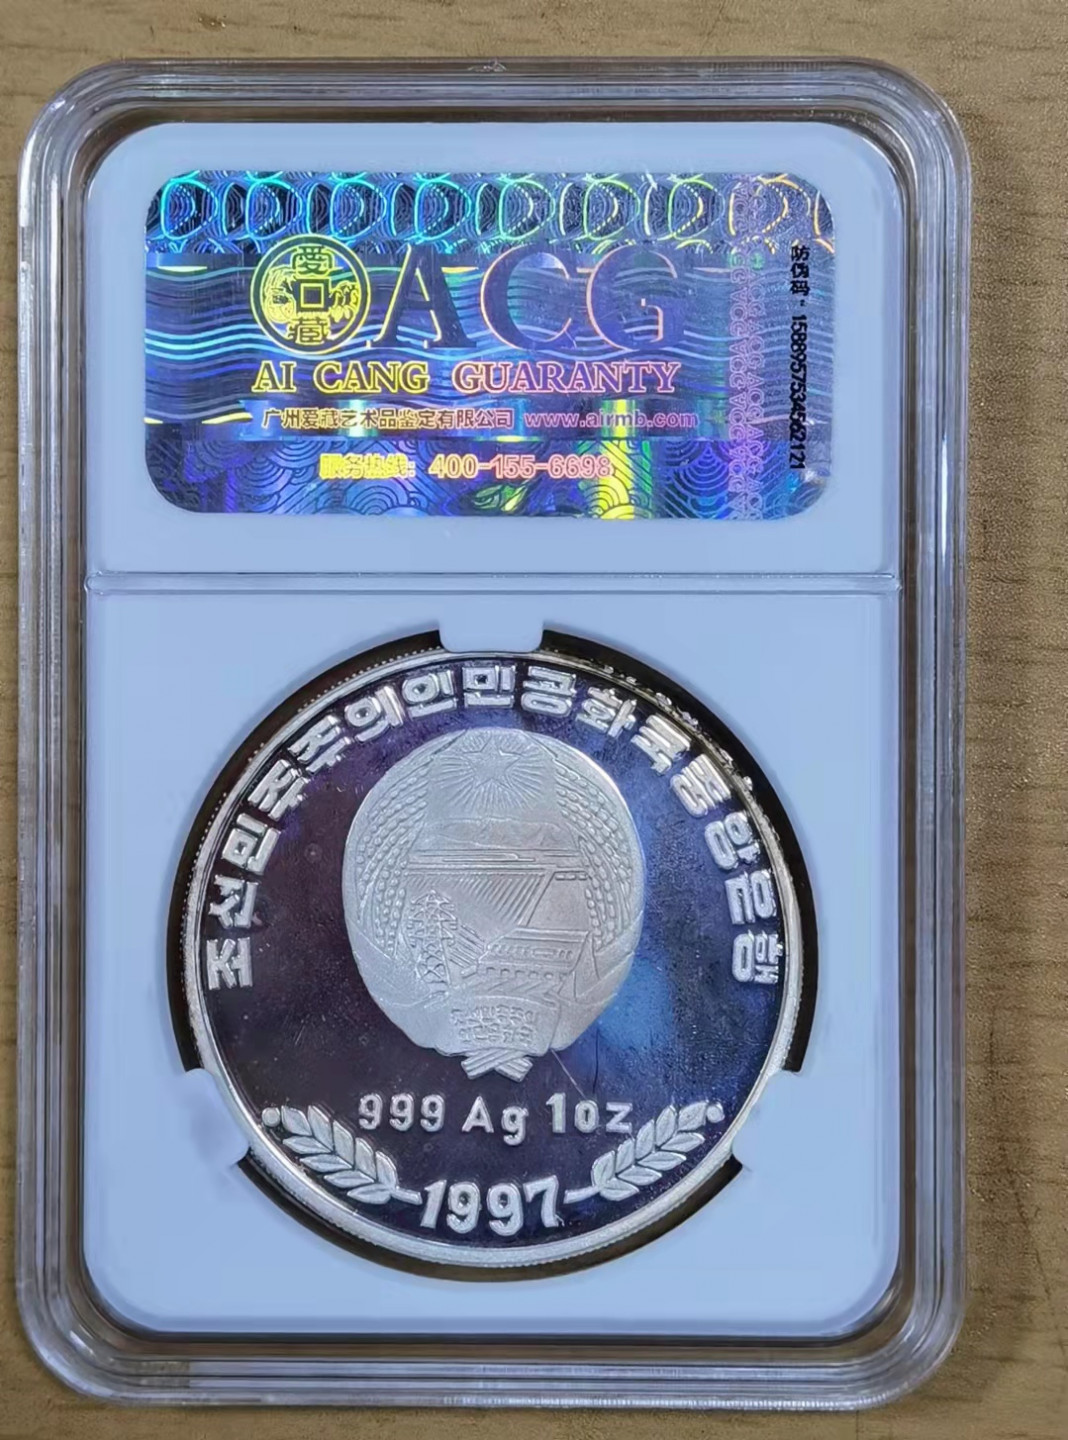 爱藏
ACG
AI CANG GUARANTY
广州爱藏艺术品鉴定有限公司 www.airmb.com
服务热线: 400-155-6698
防伪码: 1588957534562121
조선민주주의인민공화국중앙은행
999 Ag 1oz
1997